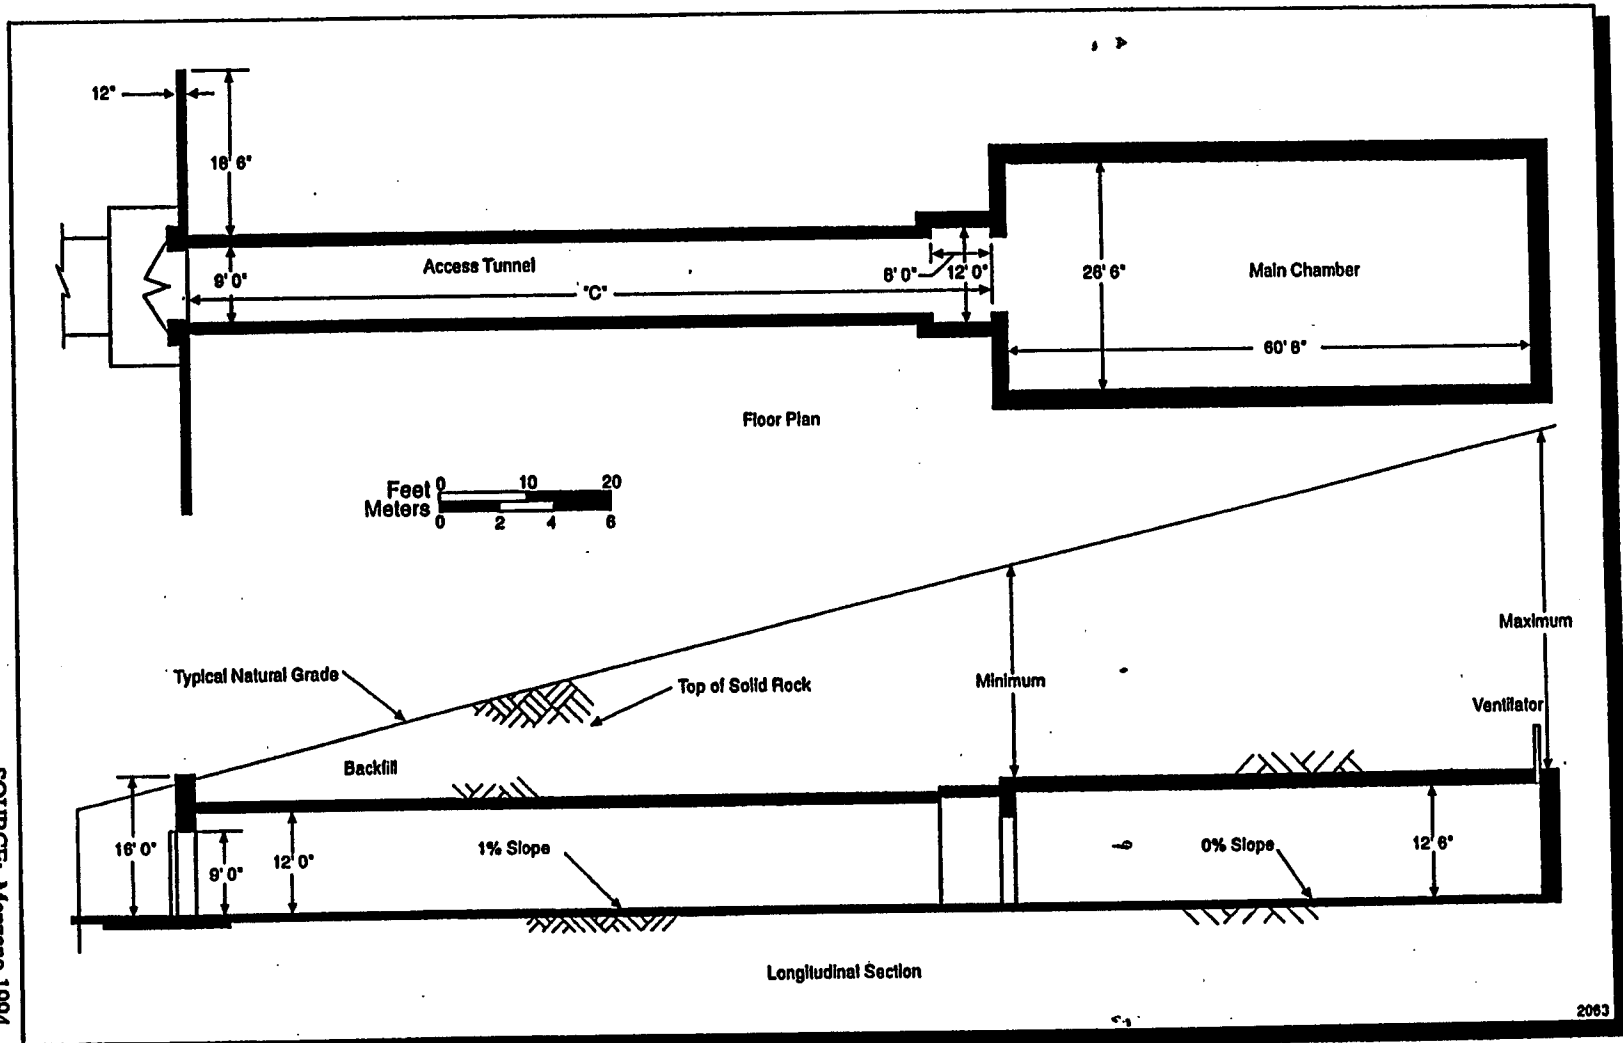 12"
16' 6"
9' 0"
Access Tunnel
"C"
6' 0"
12' 0"
26' 6"
Main Chamber
60' 6"
Floor Plan
Feet 0 10 20
Meters 0 2 4 6
Typical Natural Grade
Top of Solid Rock
Backfill
Minimum
Maximum
Ventilator
16' 0"
9' 0"
12' 0"
1% Slope
0% Slope
12' 6"
Longitudinal Section
2063